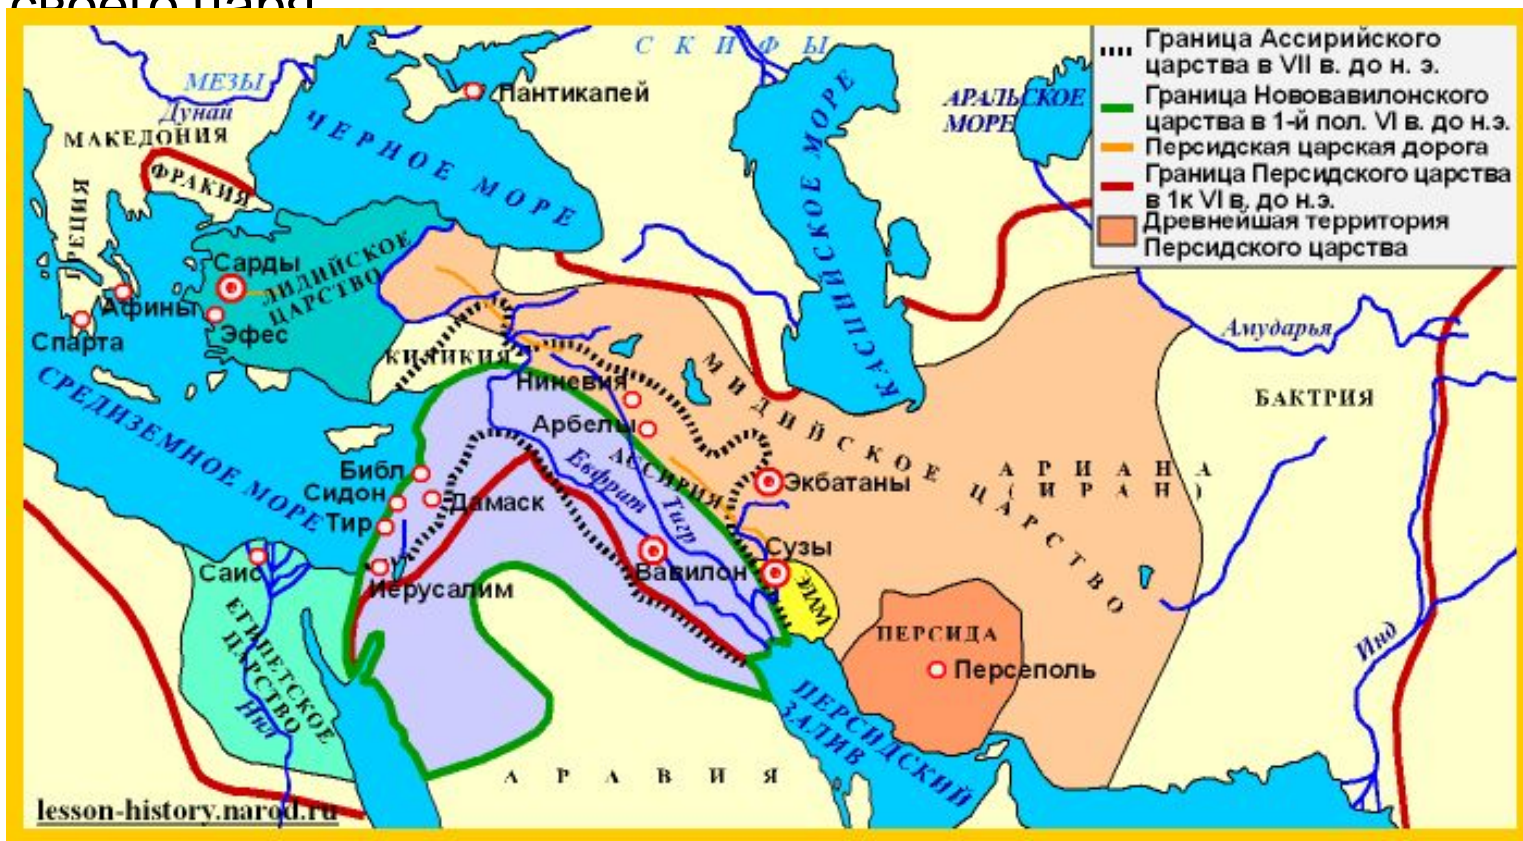 своего царя
С К И Ф Ы
МЕЗЫ
Дунай
Пантикапей
МАКЕДОНИЯ
ФРАКИЯ
ГРЕЦИЯ
ЧЕРНОЕ МОРЕ
КАСПИЙСКОЕ МОРЕ
АРАЛЬСКОЕ
МОРЕ
Граница Ассирийского
царства в VII в. до н. э.
Граница Нововавилонского
царства в 1-й пол. VI в. до н.э.
Персидская царская дорога
Граница Персидского царства
в 1к VI в. до н.э.
Древнейшая территория
Персидского царства
Сарды
ЛИДИЙСКОЕ
ЦАРСТВО
Афины
Эфес
Спарта
КИЛИКИЯ
Амударья
БАКТРИЯ
Ниневия
Арбелы
МИДИЙСКОЕ ЦАРСТВО
СРЕДИЗЕМНОЕ МОРЕ
АССИРИЯ
Евфрат
Тигр
Экбатаны
А Р И А Н А
( И Р А Н )
Библ
Сидон
Дамаск
Тир
Сузы
Вавилон
ЭЛАМ
Саис
Иерусалим
ЕГИПЕТСКОЕ
ЦАРСТВО
Нил
ПЕРСИДА
Персеполь
Инд
ПЕРСИДСКИЙ
ЗАЛИВ
А Р А В И Я
lesson-history.narod.ru